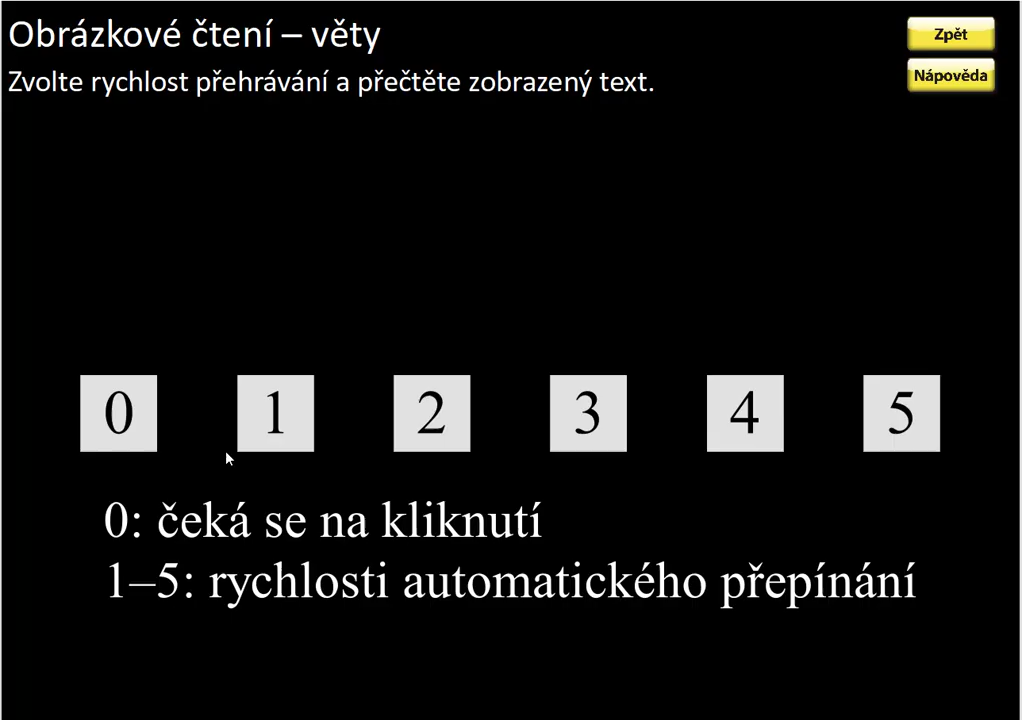 Obrázkové čtení – věty
Zpět
Zvolte rychlost přehrávání a přečtěte zobrazený text.
Nápověda
0 1 2 3 4 5
0: čeká se na kliknutí
1–5: rychlosti automatického přepínání